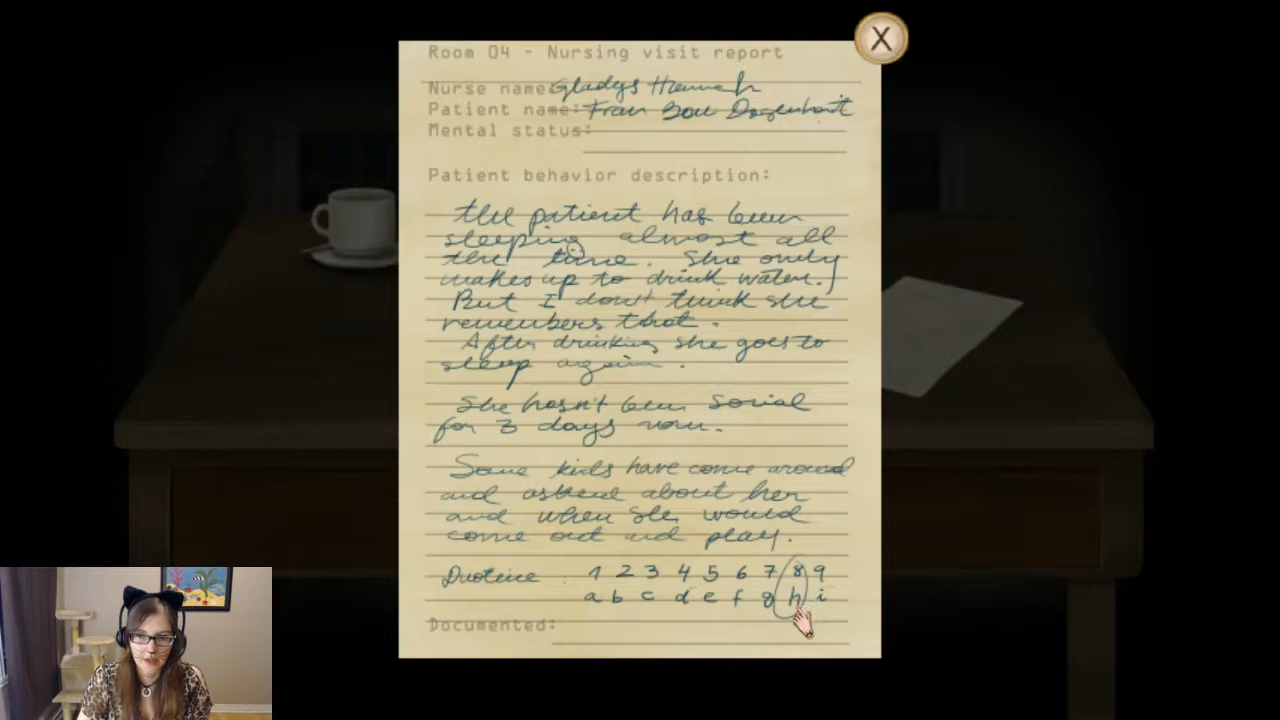 X
Room 04 - Nursing visit report
Nurse name: Gladys
Patient name: Fran Bow Dagenhart
Mental status:
Patient behavior description:
the patient has been
sleeping almost all
the time. She only
wakes up to drink water.
But I don't think she
remembers that.
After drinking she goes to
sleep again.
She hasn't been social
for 3 days now.
Some kids have come around
and asked about her
and when she would
come out and play.
Duotine : 1 2 3 4 5 6 7 8 9
a b c d e f g h i
Documented: